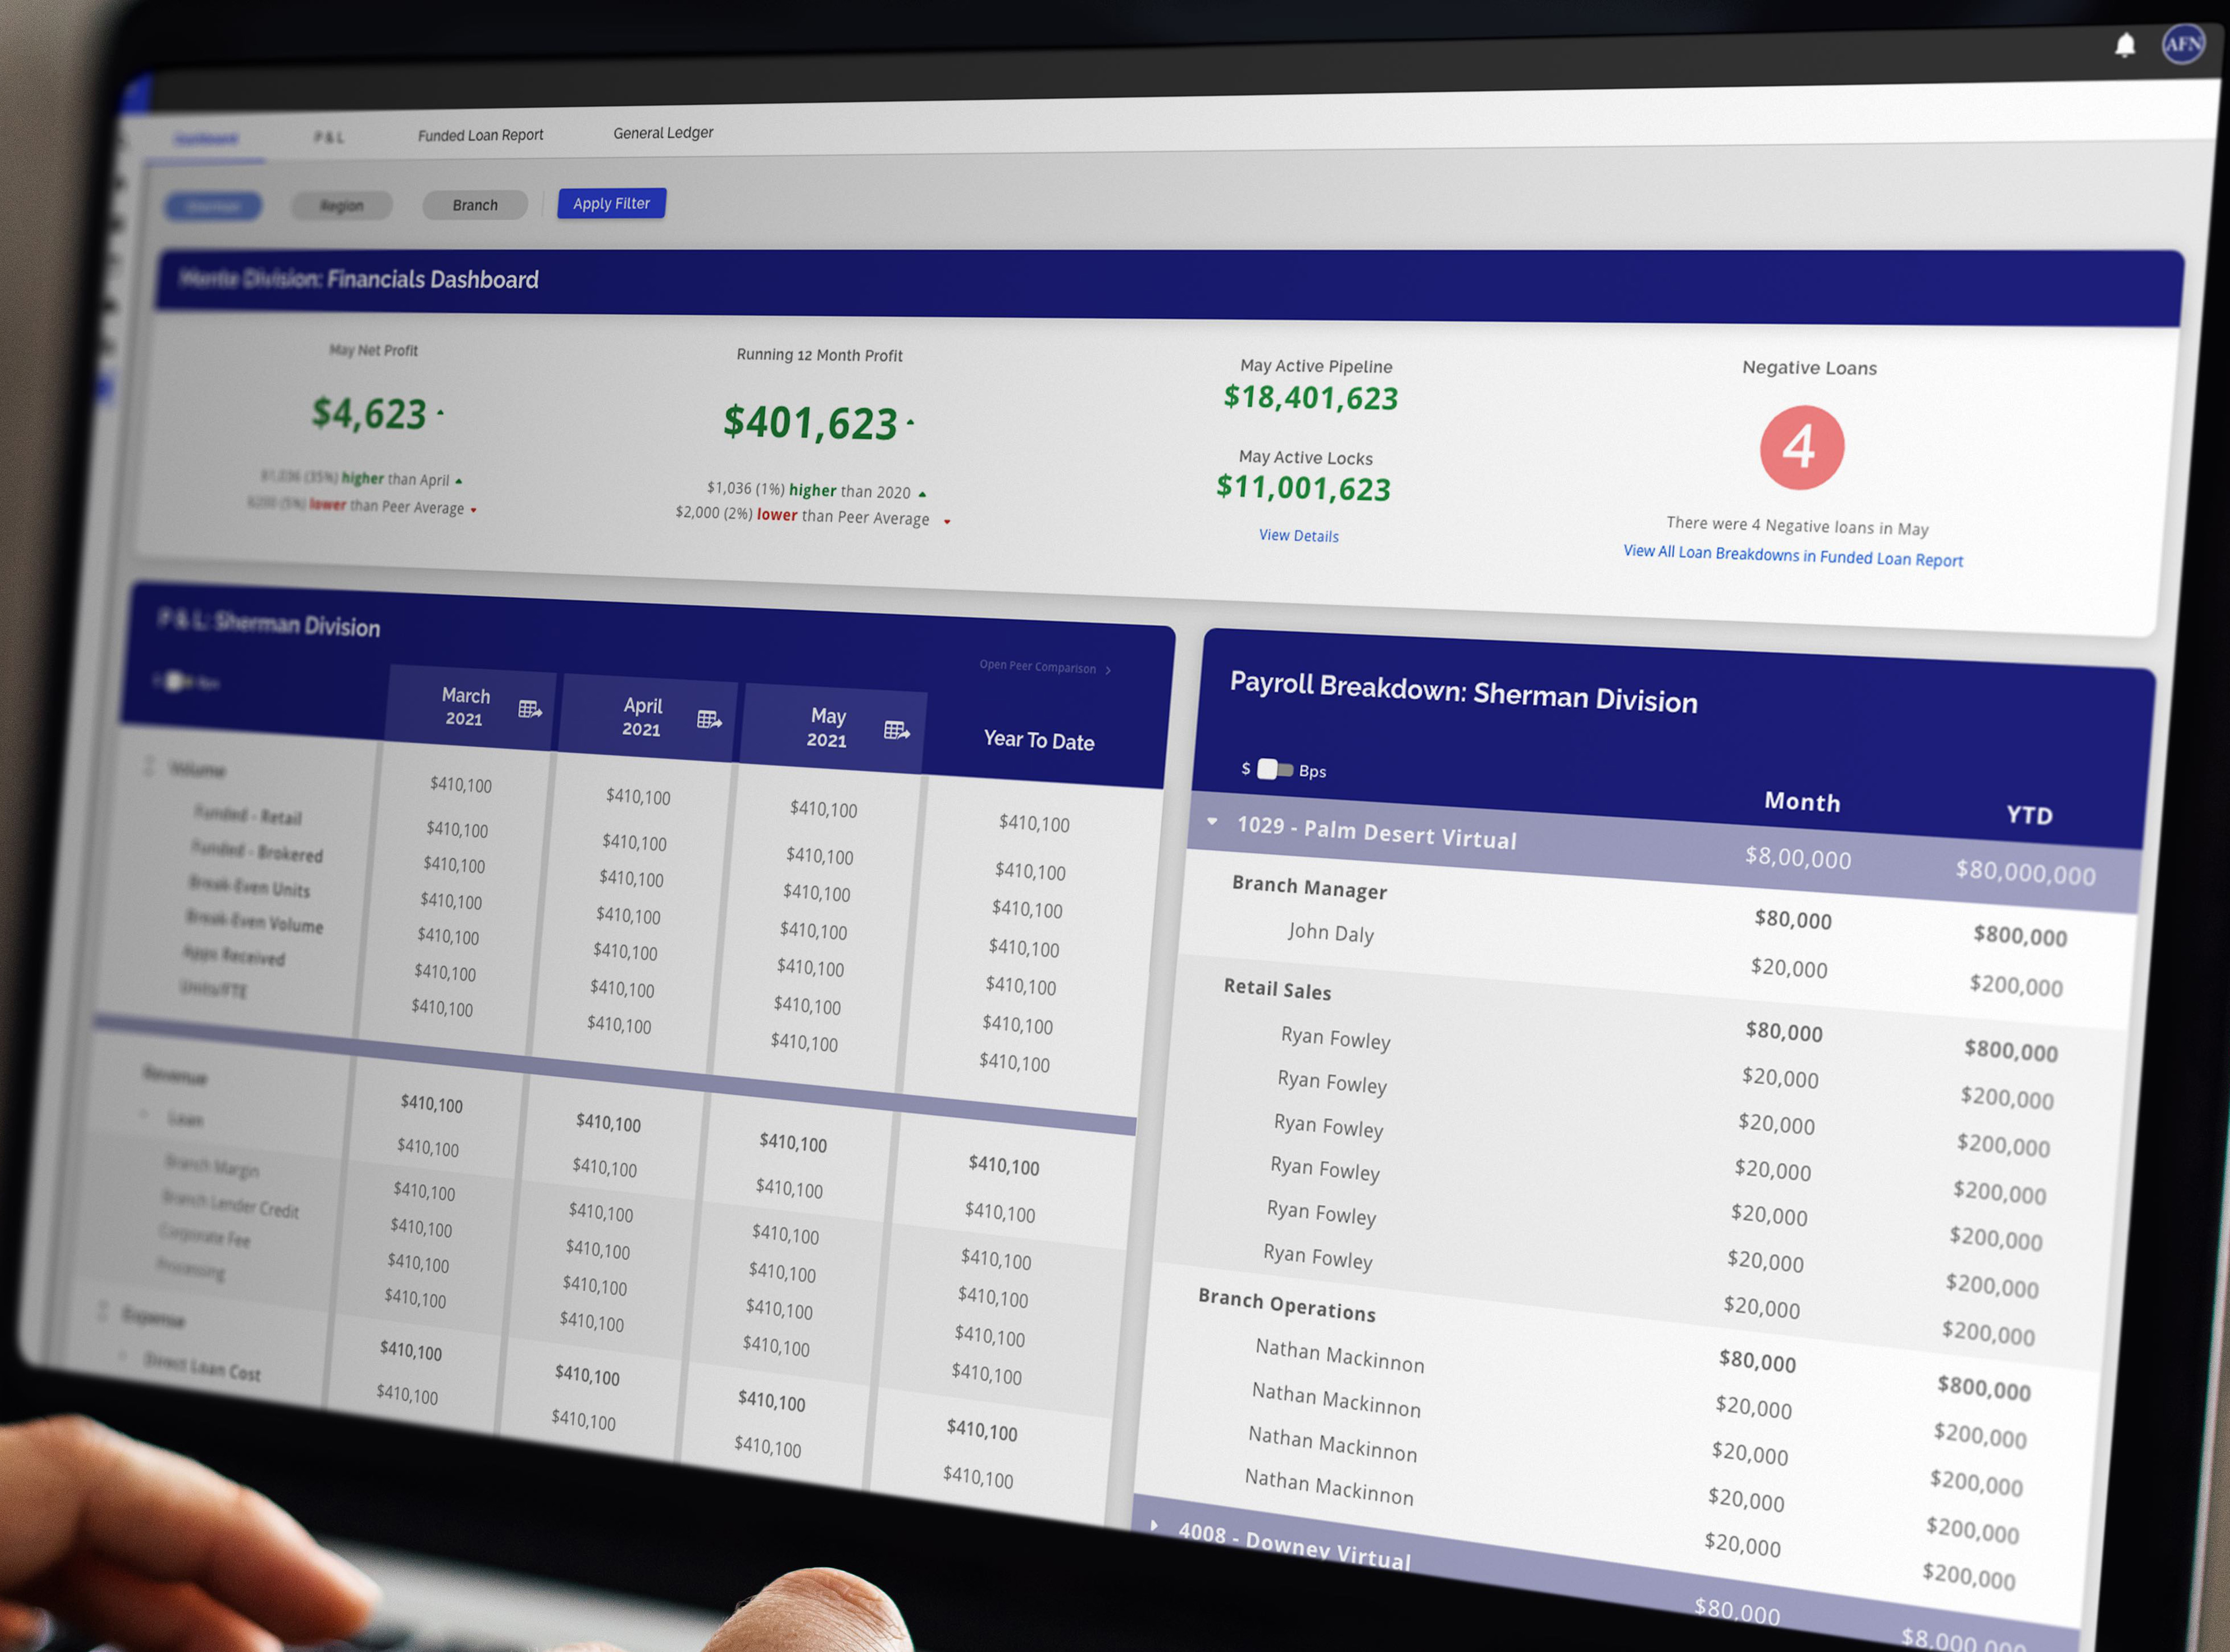 AFN
Dashboard P & L Funded Loan Report General Ledger
Sherman Region Branch Apply Filter
Division: Financials Dashboard
May Net Profit
$4,623
$1,036 (35%) higher than April
$200 (5%) lower than Peer Average
Running 12 Month Profit
$401,623
$1,036 (1%) higher than 2020
$2,000 (2%) lower than Peer Average
May Active Pipeline
$18,401,623
May Active Locks
$11,001,623
View Details
Negative Loans
4
There were 4 Negative loans in May
View All Loan Breakdowns in Funded Loan Report
P & L: Sherman Division
Open Peer Comparison
$ Bps
March 2021 April 2021 May 2021 Year To Date
Volume $410,100 $410,100 $410,100 $410,100
Funded - Retail $410,100 $410,100 $410,100 $410,100
Funded - Brokered $410,100 $410,100 $410,100 $410,100
Break-Even Units $410,100 $410,100 $410,100 $410,100
Break-Even Volume $410,100 $410,100 $410,100 $410,100
Apps Received $410,100 $410,100 $410,100 $410,100
Units/FTE $410,100 $410,100 $410,100 $410,100
Revenue $410,100 $410,100 $410,100 $410,100
Loan $410,100 $410,100 $410,100 $410,100
Branch Margin $410,100 $410,100 $410,100 $410,100
Branch Lender Credit $410,100 $410,100 $410,100 $410,100
Corporate Fee $410,100 $410,100 $410,100 $410,100
Processing $410,100 $410,100 $410,100 $410,100
Expense $410,100 $410,100 $410,100 $410,100
Direct Loan Cost $410,100 $410,100 $410,100 $410,100
Payroll Breakdown: Sherman Division
$ Bps
Month YTD
1029 - Palm Desert Virtual $8,00,000 $80,000,000
Branch Manager $80,000 $800,000
John Daly $20,000 $200,000
Retail Sales $80,000 $800,000
Ryan Fowley $20,000 $200,000
Ryan Fowley $20,000 $200,000
Ryan Fowley $20,000 $200,000
Ryan Fowley $20,000 $200,000
Ryan Fowley $20,000 $200,000
Ryan Fowley $20,000 $200,000
Branch Operations $80,000 $800,000
Nathan Mackinnon $20,000 $200,000
Nathan Mackinnon $20,000 $200,000
Nathan Mackinnon $20,000 $200,000
Nathan Mackinnon $20,000 $200,000
4008 - Downey Virtual $80,000 $8,000,000